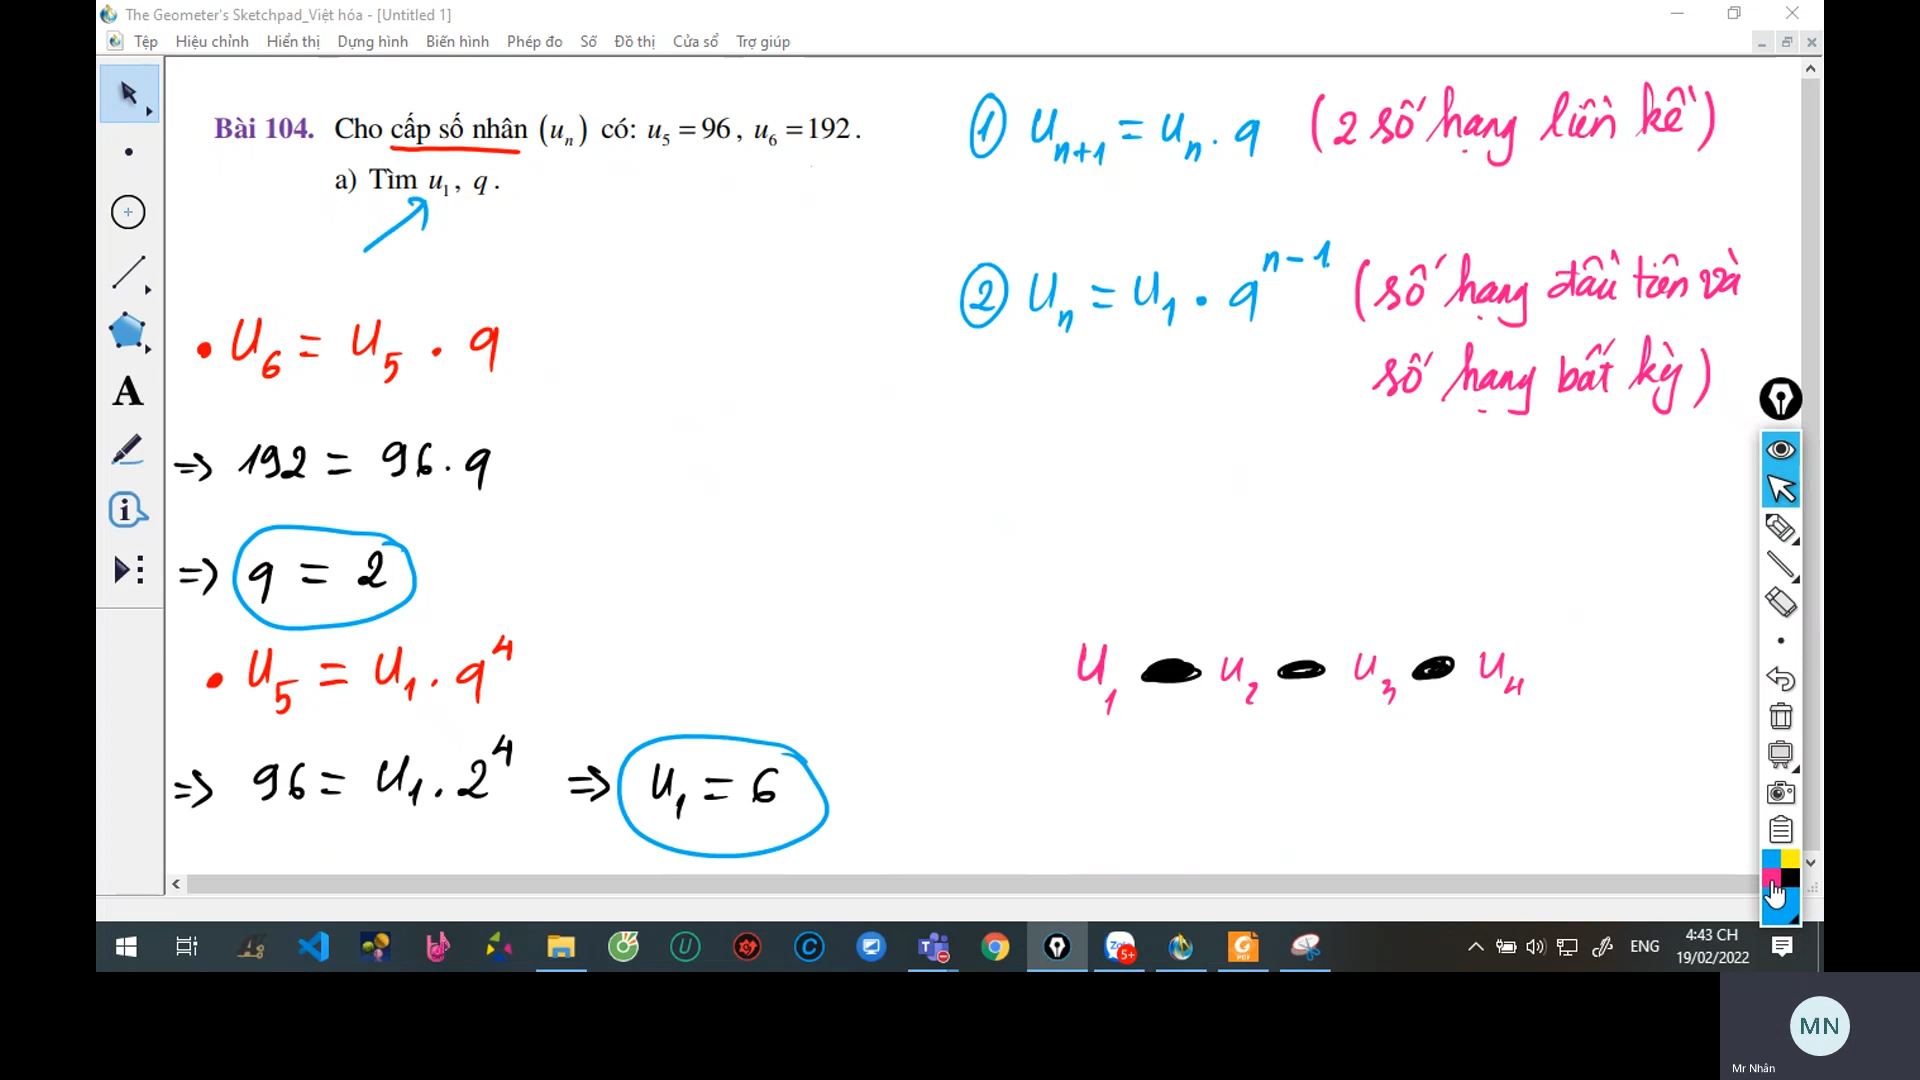 The Geometer's Sketchpad_Việt hóa - [Untitled 1]
Tệp Hiệu chỉnh Hiển thị Dựng hình Biến hình Phép đo Số Đồ thị Cửa sổ Trợ giúp
Bài 104. Cho cấp số nhân (uₙ) có: u₅ = 96, u₆ = 192.
a) Tìm u₁, q.
① uₙ₊₁ = uₙ . q (2 số hạng liền kề)
② uₙ = u₁ . qⁿ⁻¹ (số hạng đầu tiên và
số hạng bất kỳ)
• u₆ = u₅ . q
=> 192 = 96 . q
=> q = 2
• u₅ = u₁ . q⁴
=> 96 = u₁ . 2⁴ => u₁ = 6
u₁ u₂ u₃ u₄
A
ENG
4:43 CH
19/02/2022
5+
MN
Mr Nhân